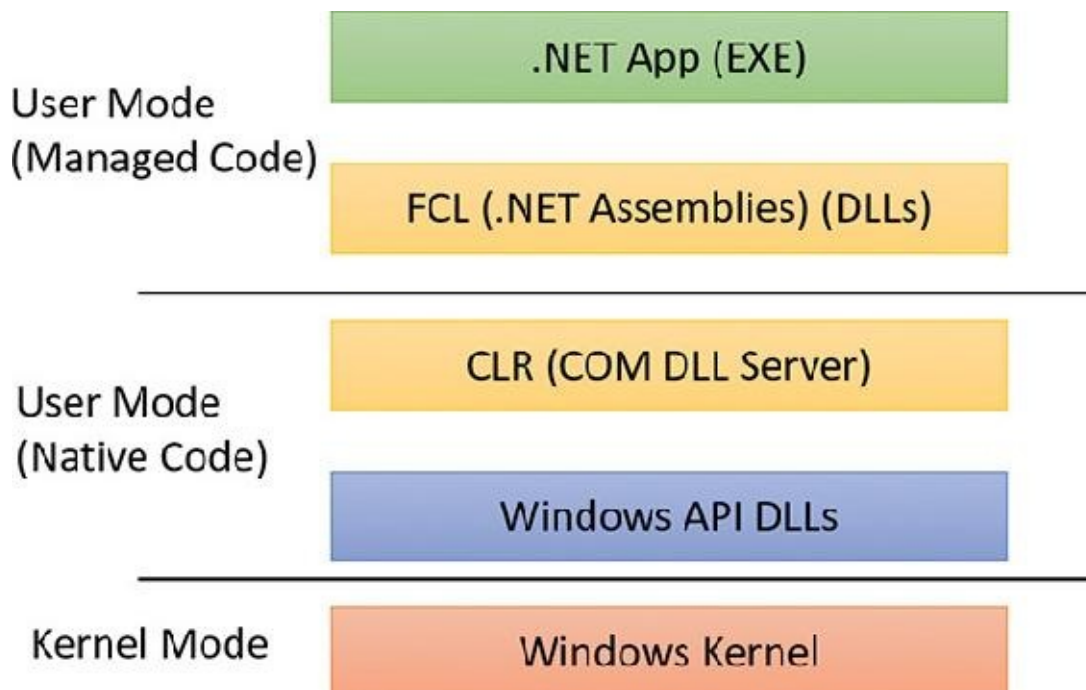 .NET App (EXE)
User Mode
(Managed Code)
FCL (.NET Assemblies) (DLLs)
CLR (COM DLL Server)
User Mode
(Native Code)
Windows API DLLs
Kernel Mode
Windows Kernel